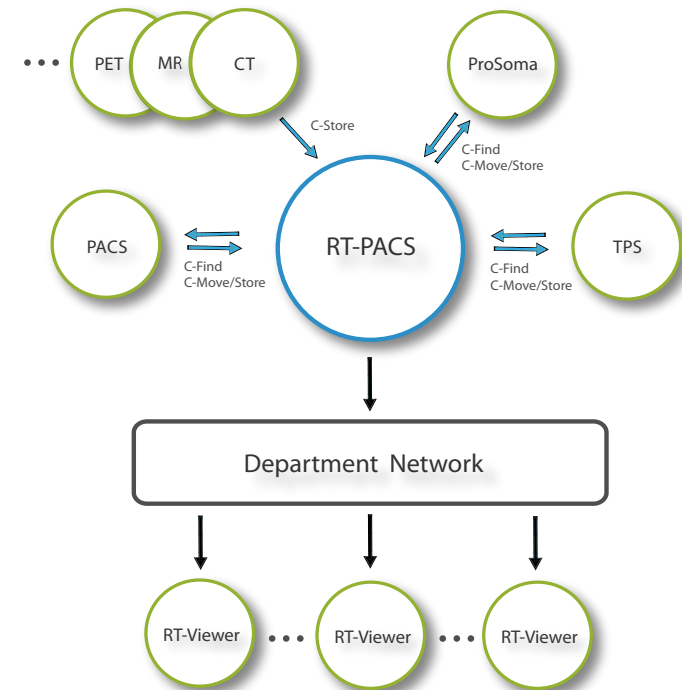 PET
MR
CT
ProSoma
C-Store
C-Find
C-Move/Store
PACS
C-Find
C-Move/Store
RT-PACS
C-Find
C-Move/Store
TPS
Department Network
RT-Viewer
RT-Viewer
RT-Viewer